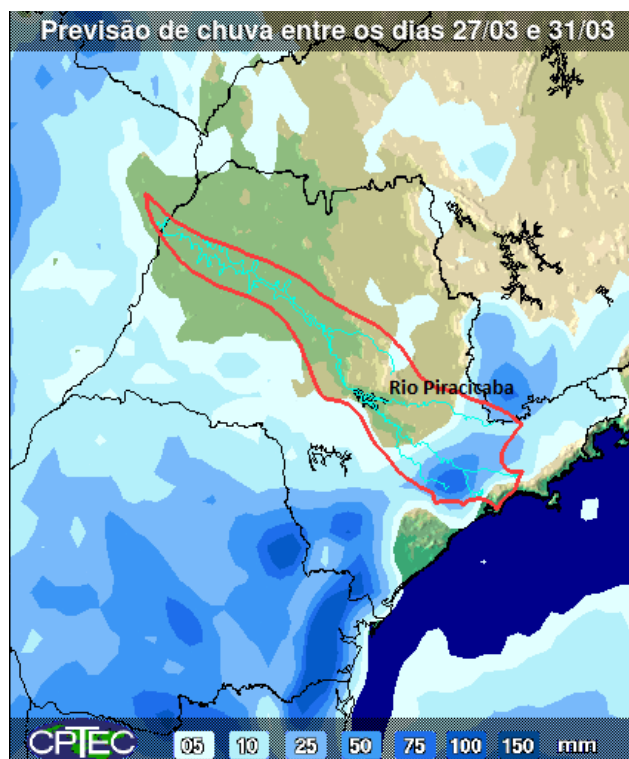 Previsão de chuva entre os dias 27/03 e 31/03
Rio Piracicaba
CPTEC 05 10 25 50 75 100 150 mm